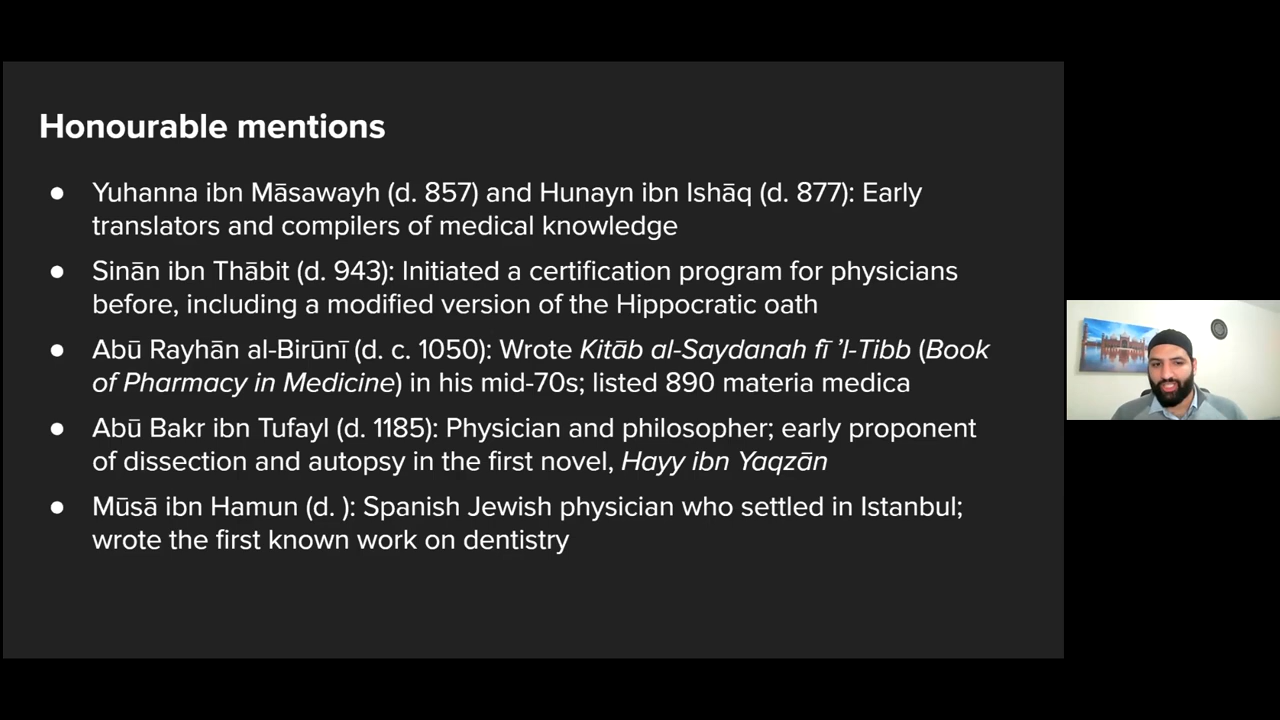 Honourable mentions
● Yuhanna ibn Māsawayh (d. 857) and Hunayn ibn Ishāq (d. 877): Early
translators and compilers of medical knowledge
● Sinān ibn Thābit (d. 943): Initiated a certification program for physicians
before, including a modified version of the Hippocratic oath
● Abū Rayhān al-Birūnī (d. c. 1050): Wrote Kitāb al-Saydanah fī ’l-Tibb (Book
of Pharmacy in Medicine) in his mid-70s; listed 890 materia medica
● Abū Bakr ibn Tufayl (d. 1185): Physician and philosopher; early proponent
of dissection and autopsy in the first novel, Hayy ibn Yaqzān
● Mūsā ibn Hamun (d. ): Spanish Jewish physician who settled in Istanbul;
wrote the first known work on dentistry